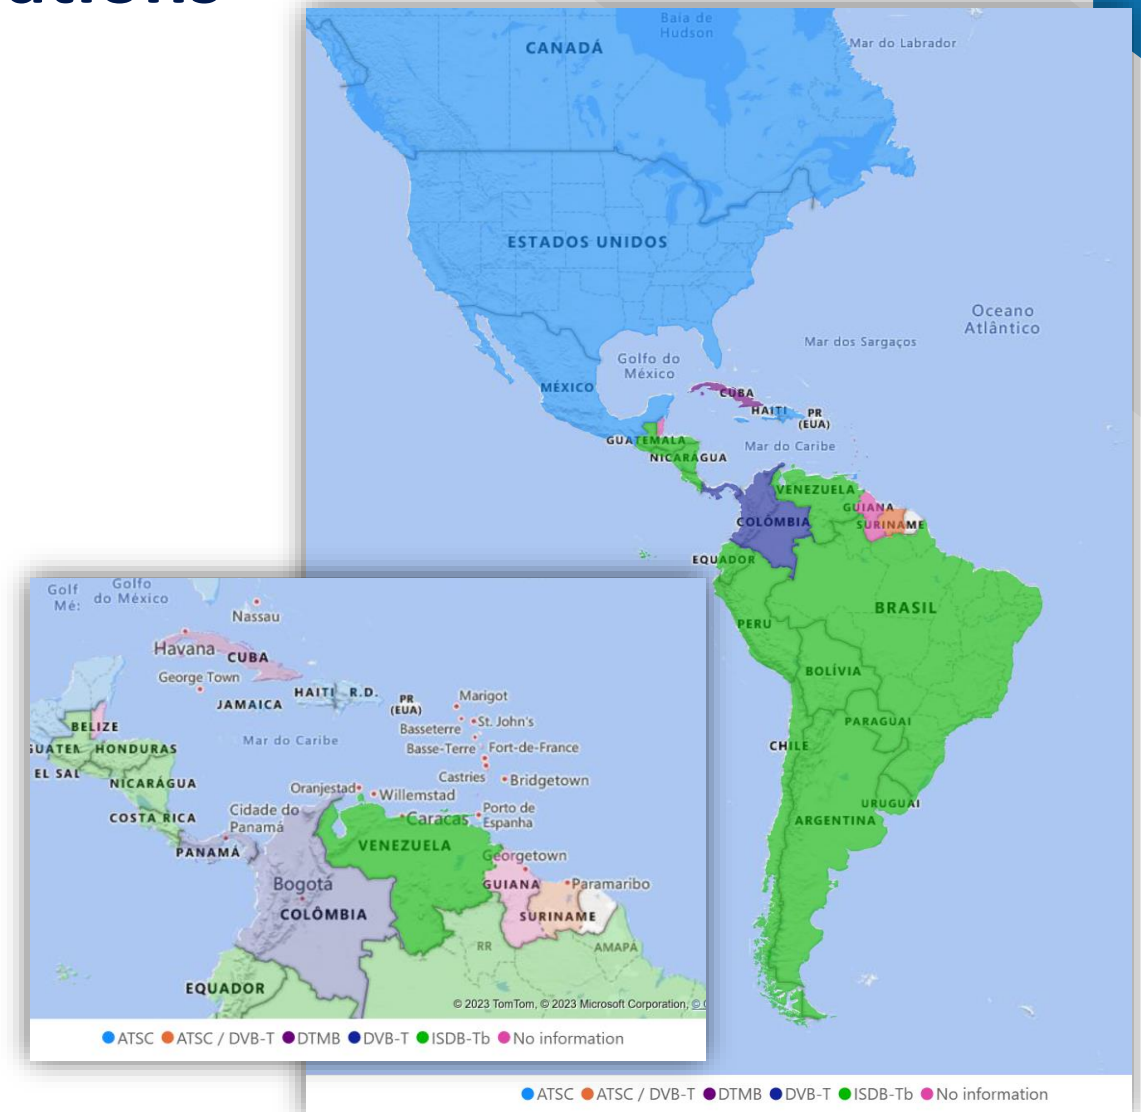 Baía de
Hudson
CANADÁ
Mar do Labrador
ESTADOS UNIDOS
Oceano
Atlântico
Mar dos Sargaços
Golfo do
México
MÉXICO
CUBA
HAITI
PR
(EUA)
GUATEMALA
Mar do Caribe
NICARÁGUA
VENEZUELA
GUIANA
COLÔMBIA
SURINAME
EQUADOR
BRASIL
PERU
BOLÍVIA
PARAGUAI
CHILE
URUGUAI
ARGENTINA
ATSC ATSC / DVB-T DTMB DVB-T ISDB-Tb No information
Golf
Mé:
Golfo
do México
Nassau
Havana
CUBA
George Town
JAMAICA
HAITI
R.D.
PR
(EUA)
Marigot
Basseterre
St. John's
BELIZE
Mar do Caribe
Basse-Terre
Fort-de-France
HONDURAS
EL SAL
NICARÁGUA
Castries
Bridgetown
Oranjestad
Willemstad
COSTA RICA
Cidade do
Panamá
Caracas
Porto de
Espanha
PANAMÁ
VENEZUELA
Georgetown
Bogotá
GUIANA
Paramaribo
COLÔMBIA
SURINAME
RR
AMAPÁ
EQUADOR
© 2023 TomTom, © 2023 Microsoft Corporation, ©
ATSC ATSC / DVB-T DTMB DVB-T ISDB-Tb No information